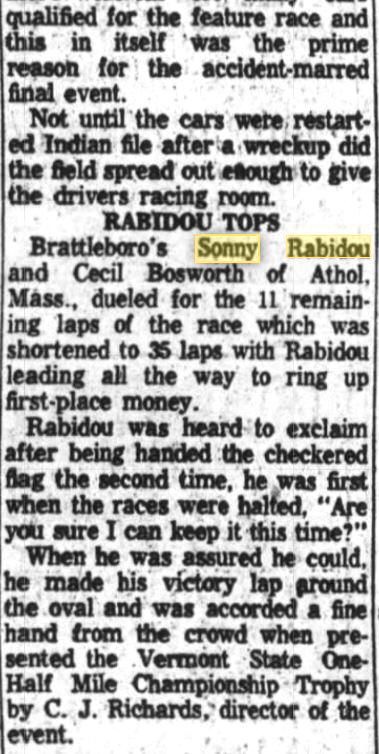 qualified for the feature race and
this in itself was the prime
reason for the accident-marred
final event.
Not until the cars were restart-
ed Indian file after a wreckup did
the field spread out enough to give
the drivers racing room.
RABIDOU TOPS
Brattleboro's Sonny Rabidou
and Cecil Bosworth of Athol,
Mass., dueled for the 11 remain-
ing laps of the race which was
shortened to 35 laps with Rabidou
leading all the way to ring up
first-place money.
Rabidou was heard to exclaim
after being handed the checkered
flag the second time, he was first
when the races were halted, "Are
you sure I can keep it this time?"
When he was assured he could,
he made his victory lap around
the oval and was accorded a fine
hand from the crowd when pre-
sented the Vermont State One-
Half Mile Championship Trophy
by C. J. Richards, director of the
event.